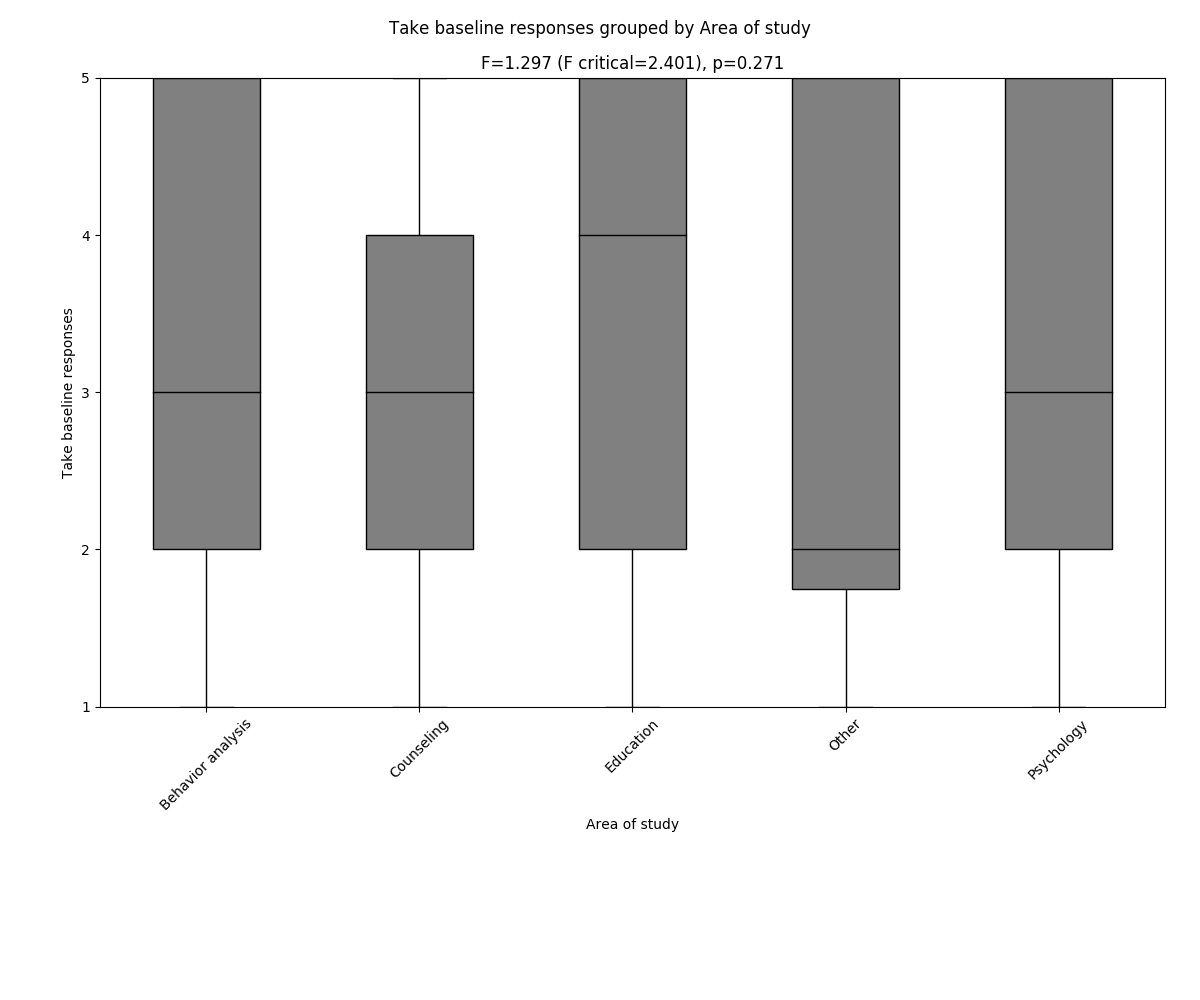 Take baseline responses grouped by Area of study
F=1.297 (F critical=2.401), p=0.271
5
4
3
2
1
Take baseline responses
Behavior analysis
Counseling
Education
Other
Psychology
Area of study